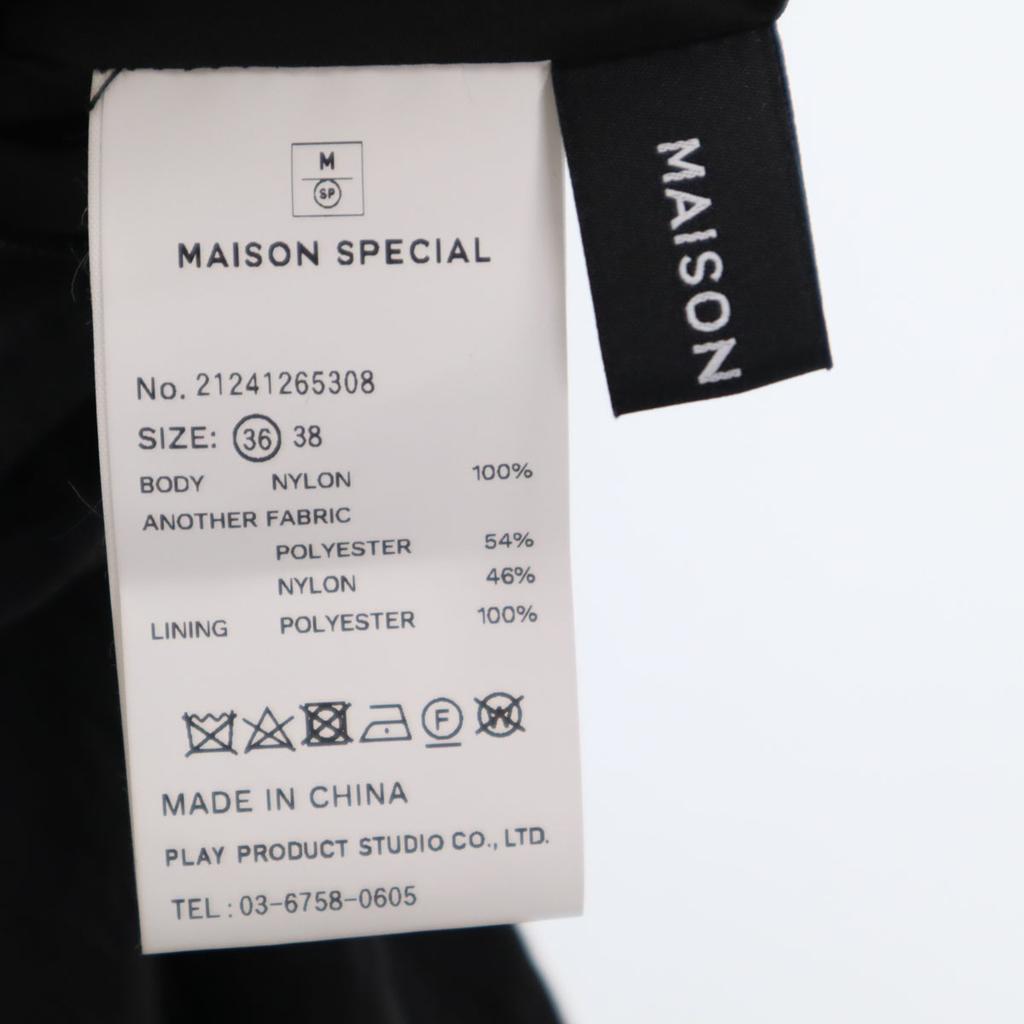 M
SP
MAISON SPECIAL
No. 21241265308
SIZE: 36 38
BODY NYLON 100%
ANOTHER FABRIC
POLYESTER 54%
NYLON 46%
LINING POLYESTER 100%
F W
MADE IN CHINA
PLAY PRODUCT STUDIO CO., LTD.
TEL : 03-6758-0605
MAISON